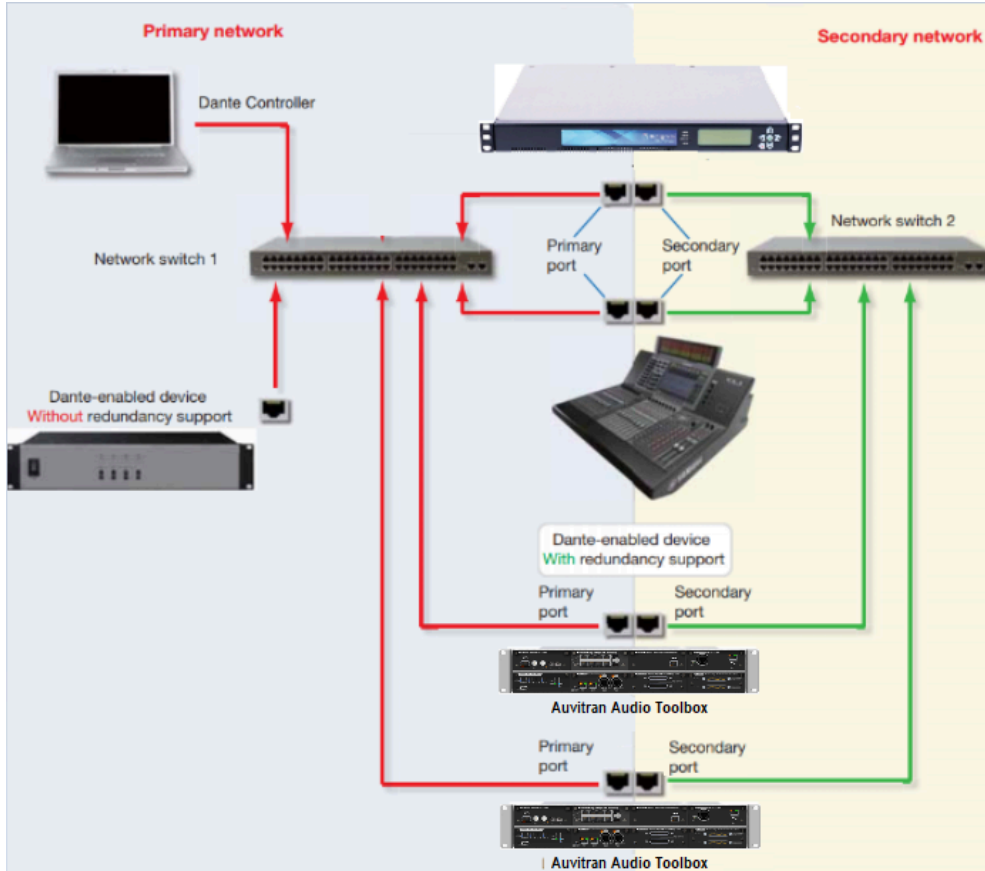 Primary network
Secondary network
Dante Controller
Network switch 1
Primary
port
Secondary
port
Network switch 2
Dante-enabled device
Without redundancy support
Dante-enabled device
With redundancy support
Primary
port
Secondary
port
Auvitran Audio Toolbox
Primary
port
Secondary
port
Auvitran Audio Toolbox